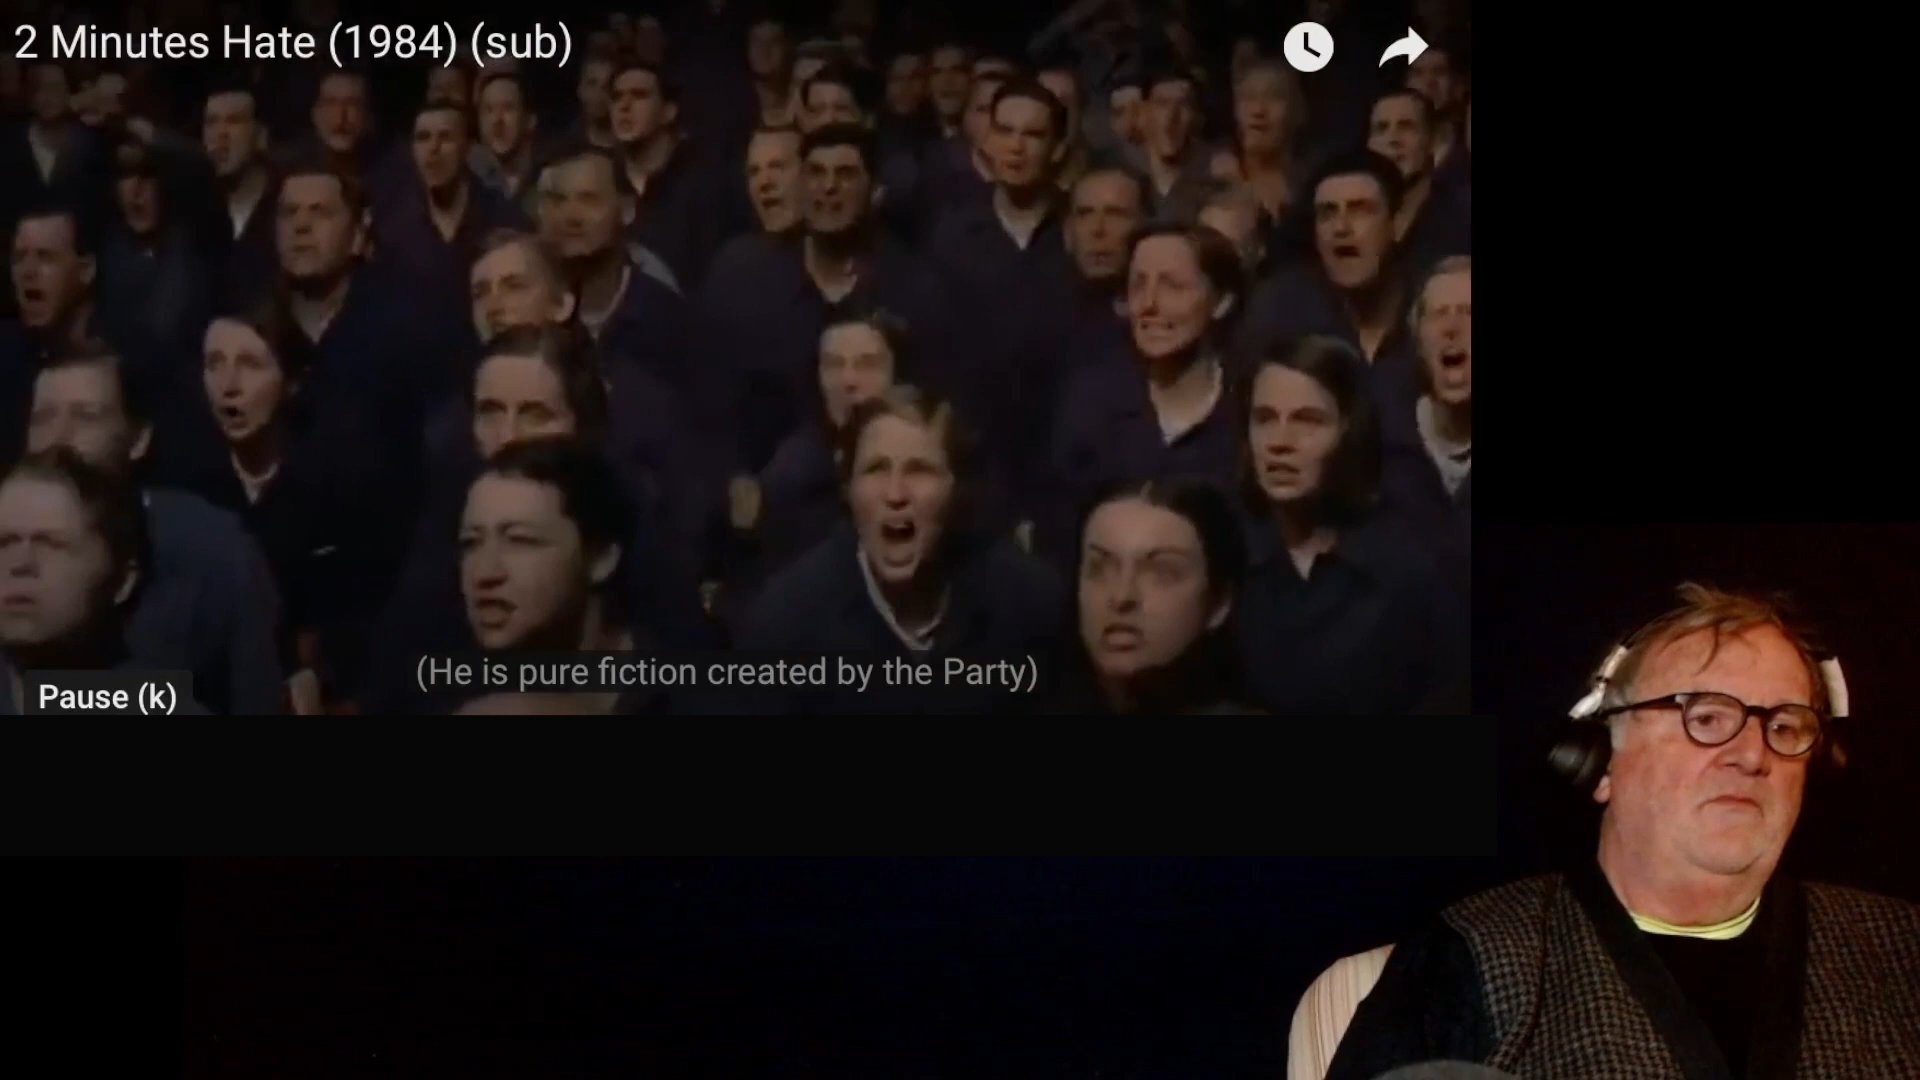 2 Minutes Hate (1984) (sub)
(He is pure fiction created by the Party)
Pause (k)